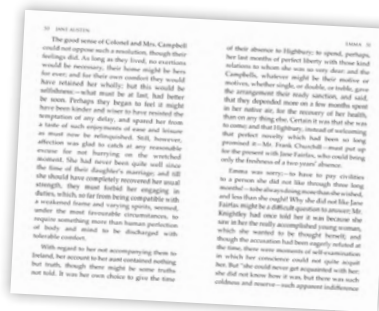 50 JANE AUSTEN
The good sense of Colonel and Mrs. Campbell
could not oppose such a resolution, though their
feelings did. As long as they lived, no exertions
would be necessary, their home might be hers
for ever; and for their own comfort they would
have retained her wholly; but this would be
selfishness:—what must be at last, had better
be soon. Perhaps they began to feel it might
have been kinder and wiser to have resisted the
temptation of any delay, and spared her from
a taste of such enjoyments of ease and leisure
as must now be relinquished. Still, however,
affection was glad to catch at any reasonable
excuse for not hurrying on the wretched
moment. She had never been quite well since
the time of their daughter's marriage; and till
she should have completely recovered her usual
strength, they must forbid her engaging in
duties, which, so far from being compatible with
a weakened frame and varying spirits, seemed,
under the most favourable circumstances, to
require something more than human perfection
of body and mind to be discharged with
tolerable comfort.
With regard to her not accompanying them to
Ireland, her account to her aunt contained nothing
but truth, though there might be some truths
not told. It was her own choice to give the time
EMMA
of their absence to Highbury; to spend, perhaps,
her last months of perfect liberty with those kind
relations to whom she was so very dear: and the
Campbells, whatever might be their motive or
motives, whether single, or double, or treble, gave
the arrangement their ready sanction, and said,
that they depended more on a few months spent
in her native air, for the recovery of her health,
than on any thing else. Certain it was that she was
to come; and that Highbury, instead of welcoming
that perfect novelty which had been so long
promised it—Mr. Frank Churchill—must put up
for the present with Jane Fairfax, who could bring
only the freshness of a two years' absence.
Emma was sorry;—to have to pay civilities
to a person she did not like through three long
months!—to be always doing more than she wished,
and less than she ought! Why she did not like Jane
Fairfax might be a difficult question to answer; Mr.
Knightley had once told her it was because she
saw in her the really accomplished young woman,
which she wanted to be thought herself; and
though the accusation had been eagerly refuted at
the time, there were moments of self-examination
in which her conscience could not quite acquit
her. But "she could never get acquainted with her:
she did not know how it was, but there was such
coldness and reserve—such apparent indifference